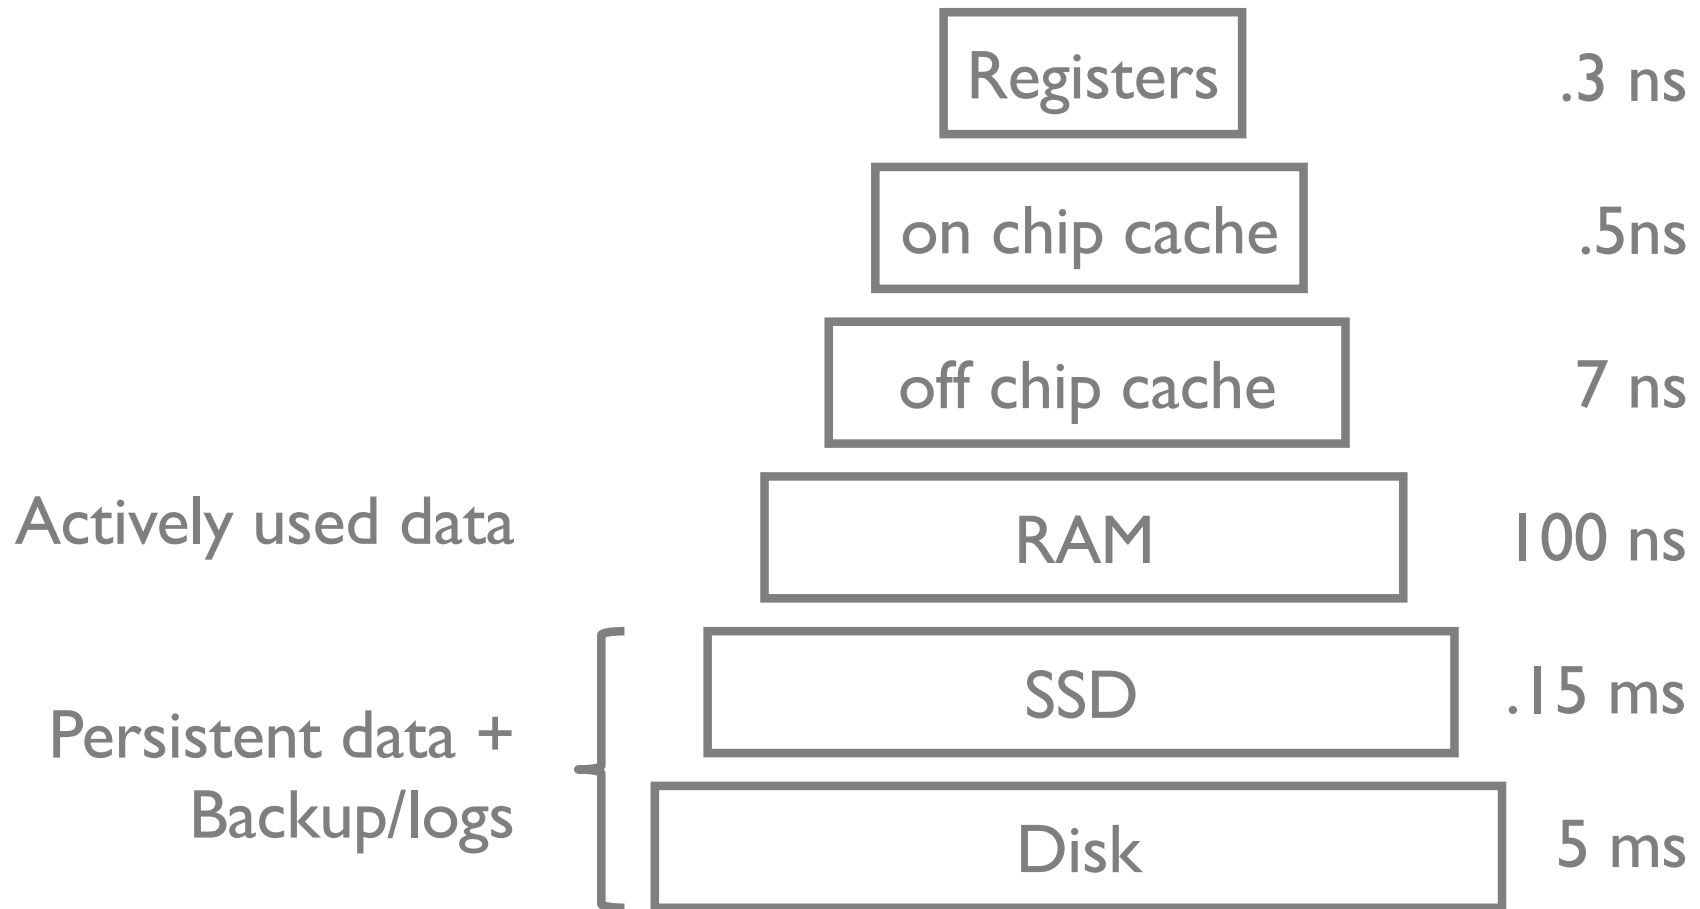 Registers
.3 ns
on chip cache
.5ns
off chip cache
7 ns
Actively used data
RAM
100 ns
SSD
.15 ms
Persistent data +
Backup/logs
Disk
5 ms